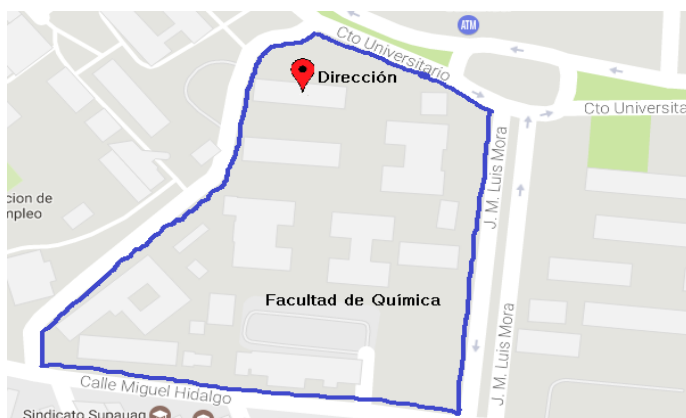 ATM
Cto Universitario
Dirección
Cto Universita
J. M. Luis Mora
cion de
mpleo
Facultad de Química
J. M. Luis Mora
Calle Miguel Hidalgo
Sindicato Supauaq